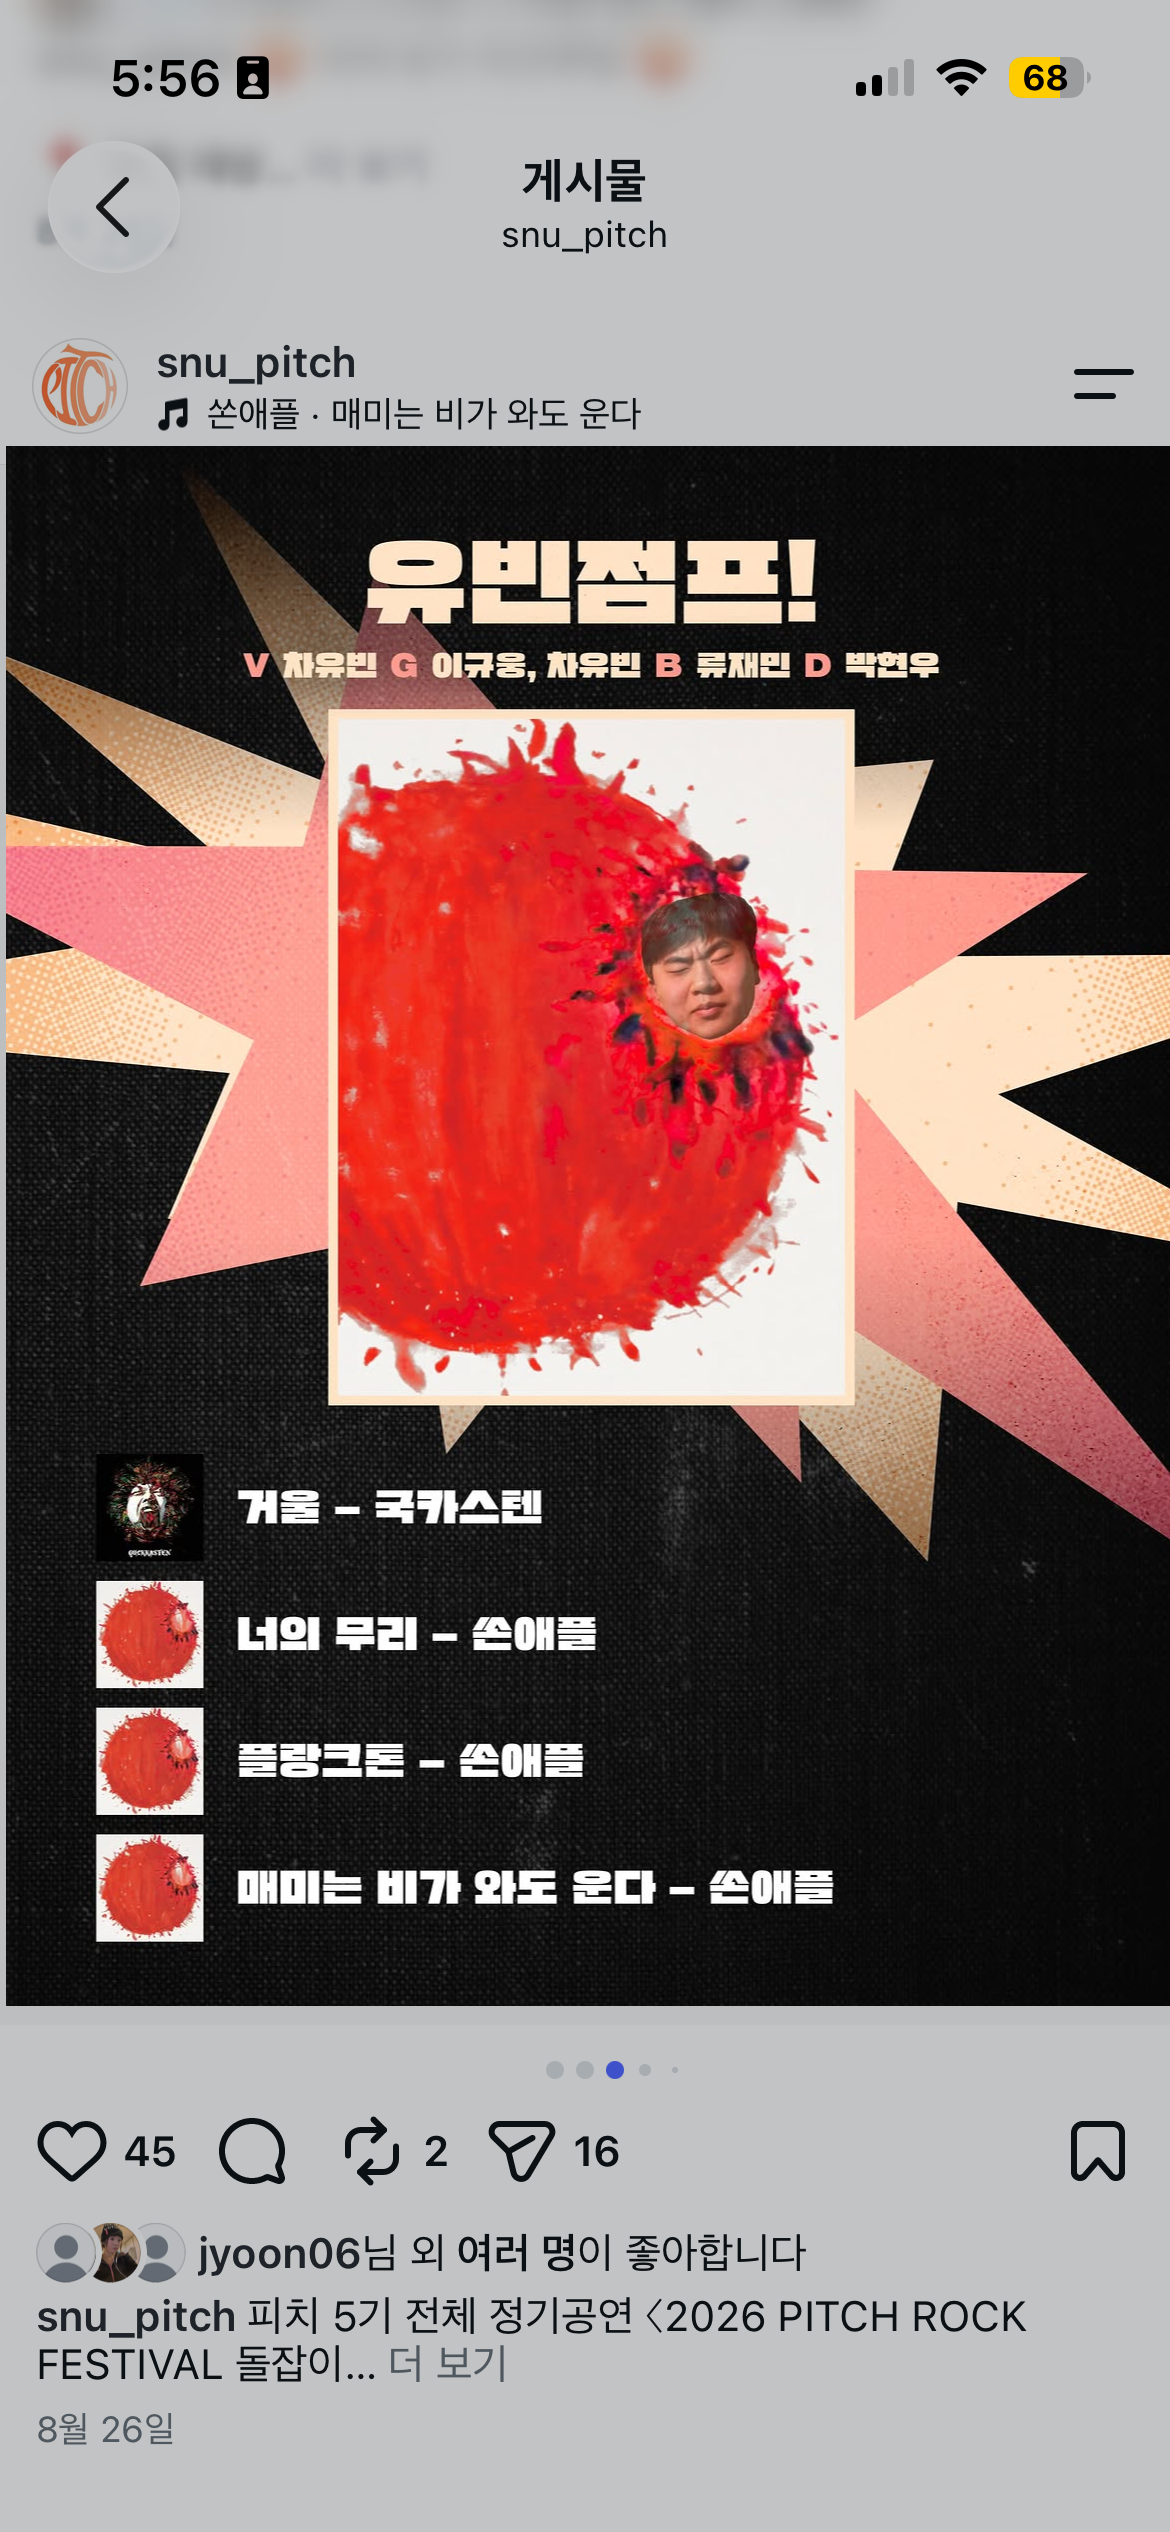 5:56
68
게시물
snu_pitch
PITCH
snu_pitch
쏜애플 · 매미는 비가 와도 운다
유빈점프!
V 차유빈 G 이규웅, 차유빈 B 류재민 D 박현우
거울 – 국카스텐
GUCKKASTEN
너의 무리 – 쏜애플
플랑크톤 – 쏜애플
매미는 비가 와도 운다 – 쏜애플
45 2 16
jyoon06님 외 여러 명이 좋아합니다
snu_pitch 피치 5기 전체 정기공연 <2026 PITCH ROCK
FESTIVAL 돌잡이... 더 보기
8월 26일